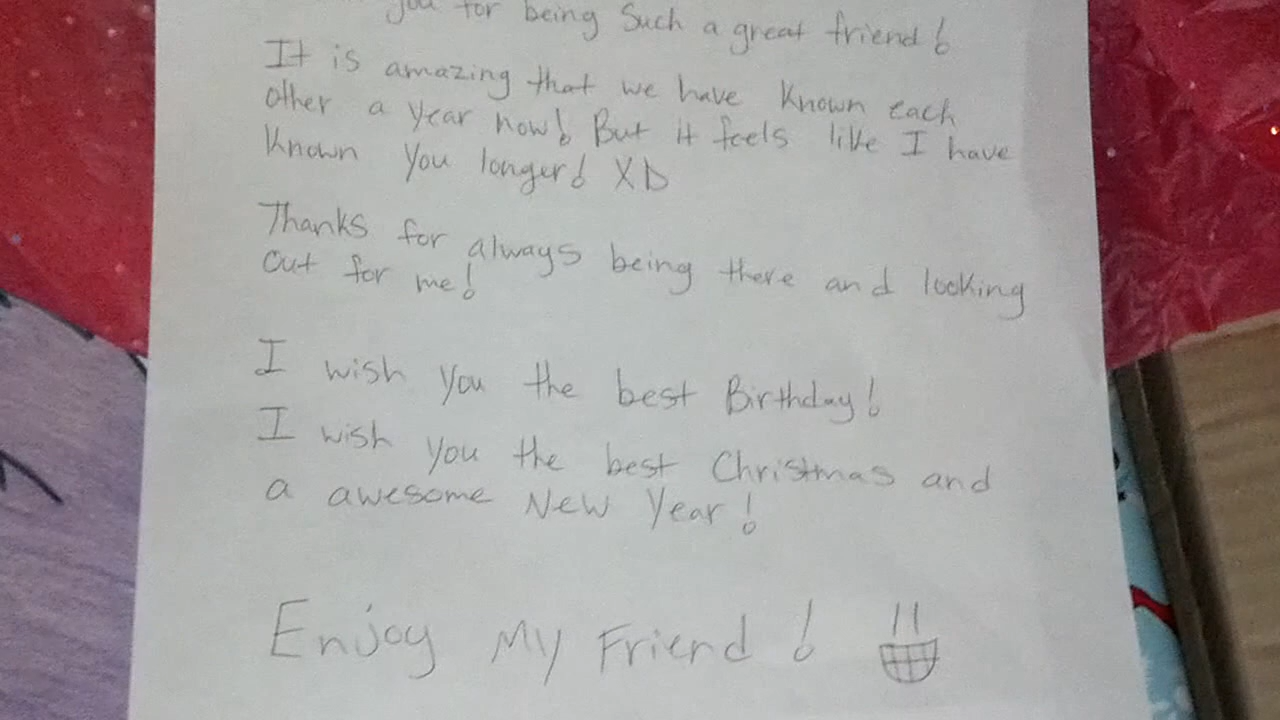 you for being Such a great friend!
It is amazing that we have known each
other a year now! But it feels like I have
known you longer! XD
Thanks for always being there and looking
out for me!
I wish you the best Birthday!
I wish you the best Christmas and
a awesome New Year!
Enjoy My Friend!